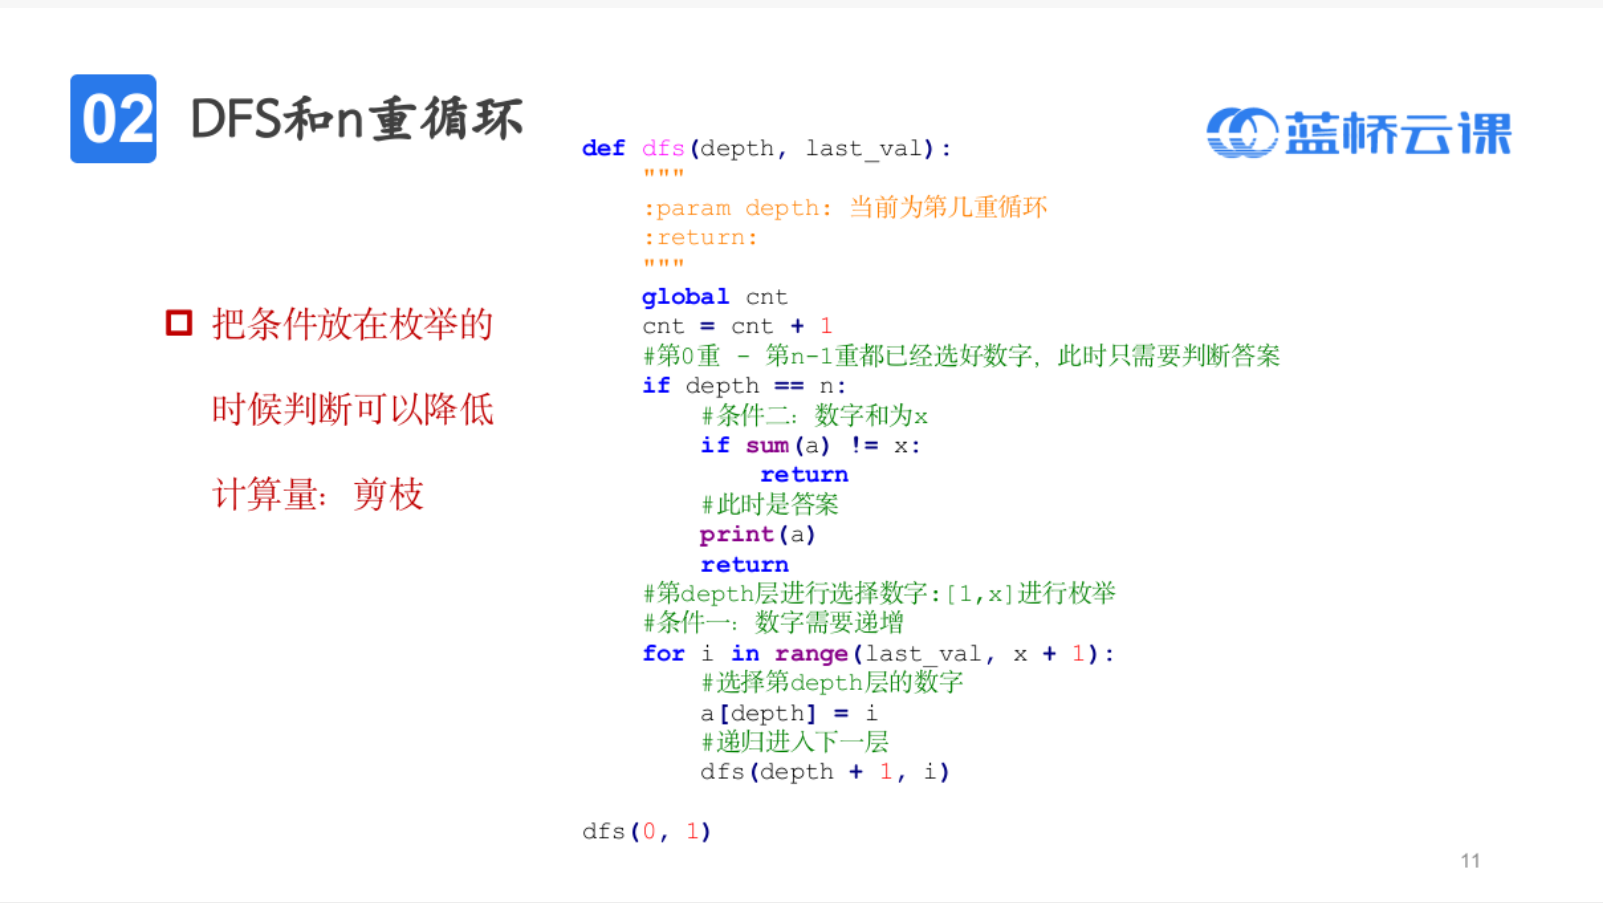 02 DFS和n重循环
蓝桥云课
把条件放在枚举的
时候判断可以降低
计算量：剪枝
def dfs(depth, last_val):
    """
    :param depth: 当前为第几重循环
    :return:
    """
    global cnt
    cnt = cnt + 1
    #第0重 - 第n-1重都已经选好数字，此时只需要判断答案
    if depth == n:
        #条件二：数字和为x
        if sum(a) != x:
            return
        #此时是答案
        print(a)
        return
    #第depth层进行选择数字:[1,x]进行枚举
    #条件一：数字需要递增
    for i in range(last_val, x + 1):
        #选择第depth层的数字
        a[depth] = i
        #递归进入下一层
        dfs(depth + 1, i)
dfs(0, 1)
11